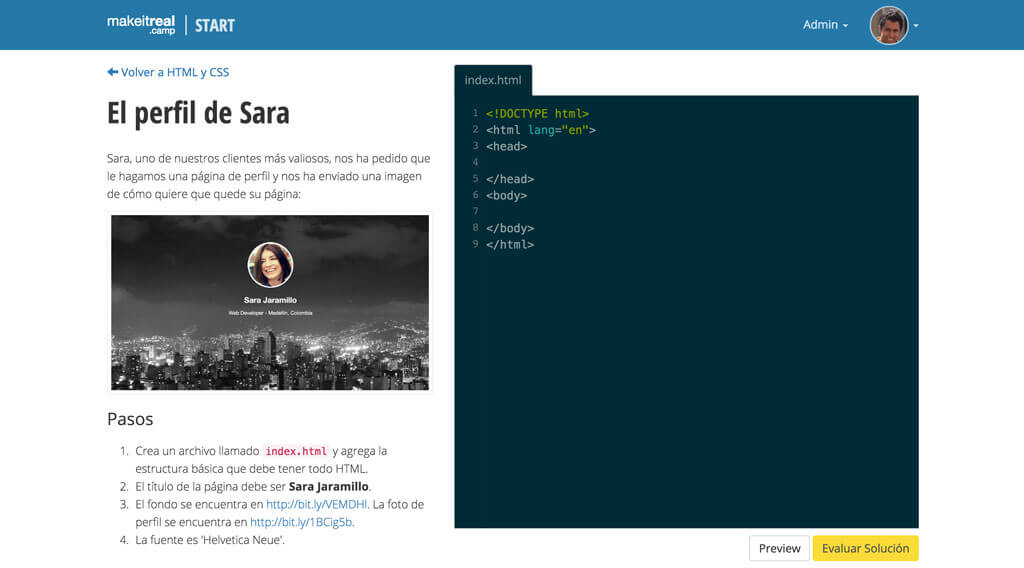 makeitreal
.camp
START
Admin
Volver a HTML y CSS
El perfil de Sara
Sara, uno de nuestros clientes más valiosos, nos ha pedido que
le hagamos una página de perfil y nos ha enviado una imagen
de cómo quiere que quede su página:
Sara Jaramillo
Web Developer - Medellín, Colombia
Pasos
1. Crea un archivo llamado index.html y agrega la
estructura básica que debe tener todo HTML.
2. El título de la página debe ser Sara Jaramillo.
3. El fondo se encuentra en http://bit.ly/VEMDHl. La foto de
perfil se encuentra en http://bit.ly/1BCig5b.
4. La fuente es 'Helvetica Neue'.
index.html
1 <!DOCTYPE html>
2 <html lang="en">
3 <head>
4
5 </head>
6 <body>
7
8 </body>
9 </html>
Preview
Evaluar Solución